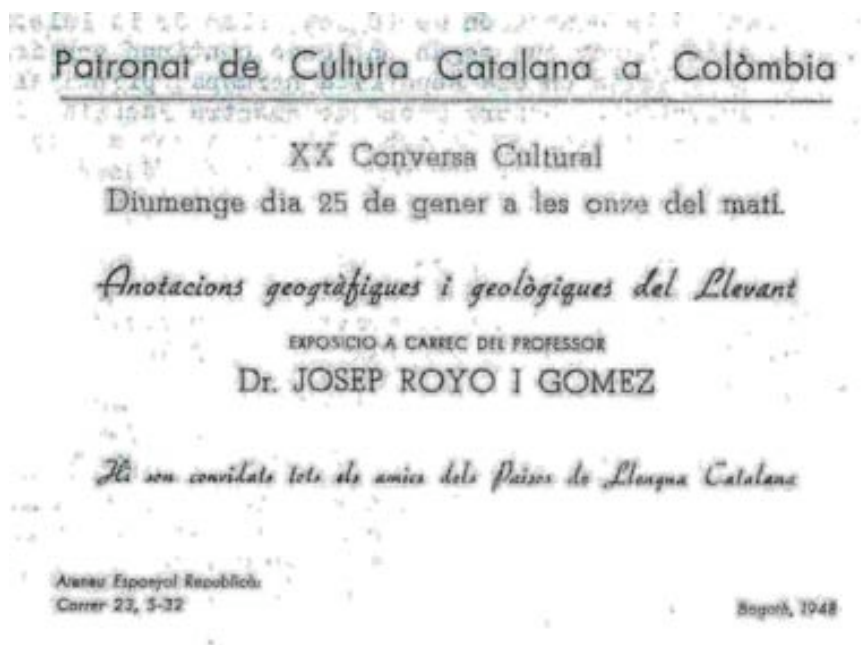 Patronat de Cultura Catalana a Colòmbia
XX Conversa Cultural
Diumenge dia 25 de gener a les onze del matí.
Anotacions geogràfiques i geològiques del Llevant
EXPOSICIO A CARREC DEL PROFESSOR
Dr. JOSEP ROYO I GOMEZ
Hi son convidats tots els amics dels Països de Llengua Catalana
Ateneu Espanyol Republicà:
Carrer 23, 5-32
Bogotà, 1948